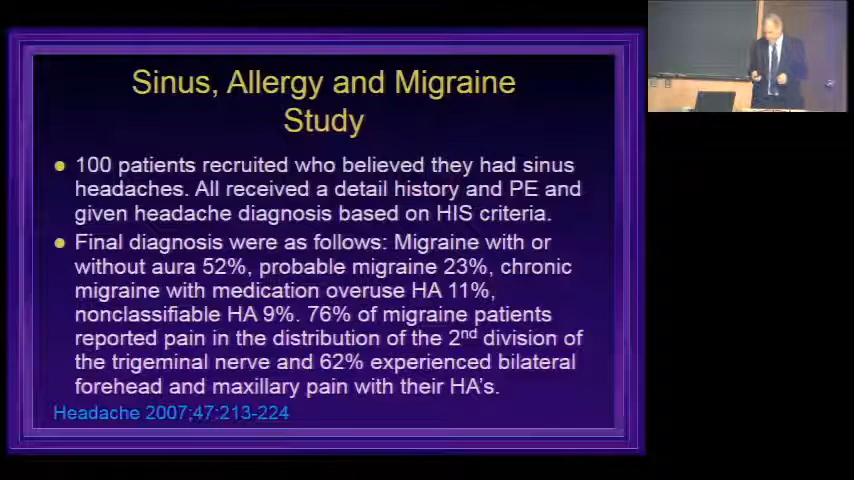 Sinus, Allergy and Migraine
Study
100 patients recruited who believed they had sinus
headaches. All received a detail history and PE and
given headache diagnosis based on HIS criteria.
Final diagnosis were as follows: Migraine with or
without aura 52%, probable migraine 23%, chronic
migraine with medication overuse HA 11%,
nonclassifiable HA 9%. 76% of migraine patients
reported pain in the distribution of the 2nd division of
the trigeminal nerve and 62% experienced bilateral
forehead and maxillary pain with their HA's.
Headache 2007;47:213-224